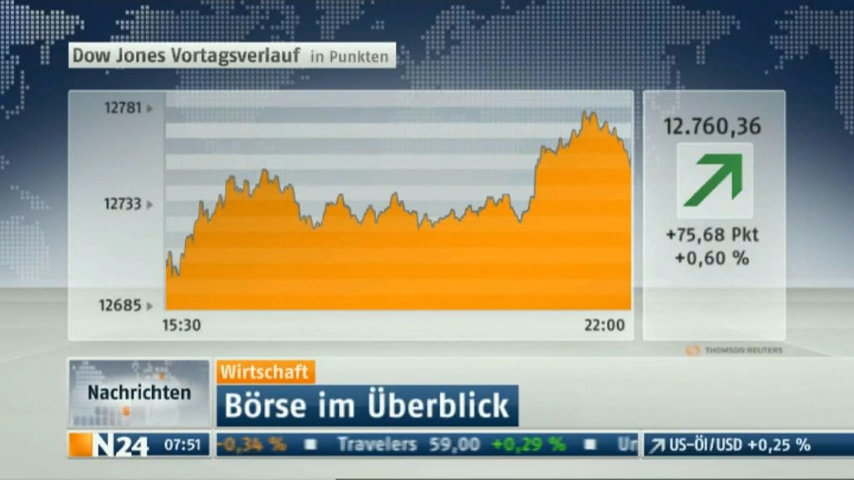 Dow Jones Vortagsverlauf in Punkten
12781
12733
12685
15:30 22:00
12.760,36
+75,68 Pkt
+0,60 %
THOMSON REUTERS
Nachrichten
Wirtschaft
Börse im Überblick
N24 07:51 -0,34 % Travelers 59,00 +0,29 % US-Öl/USD +0,25 %